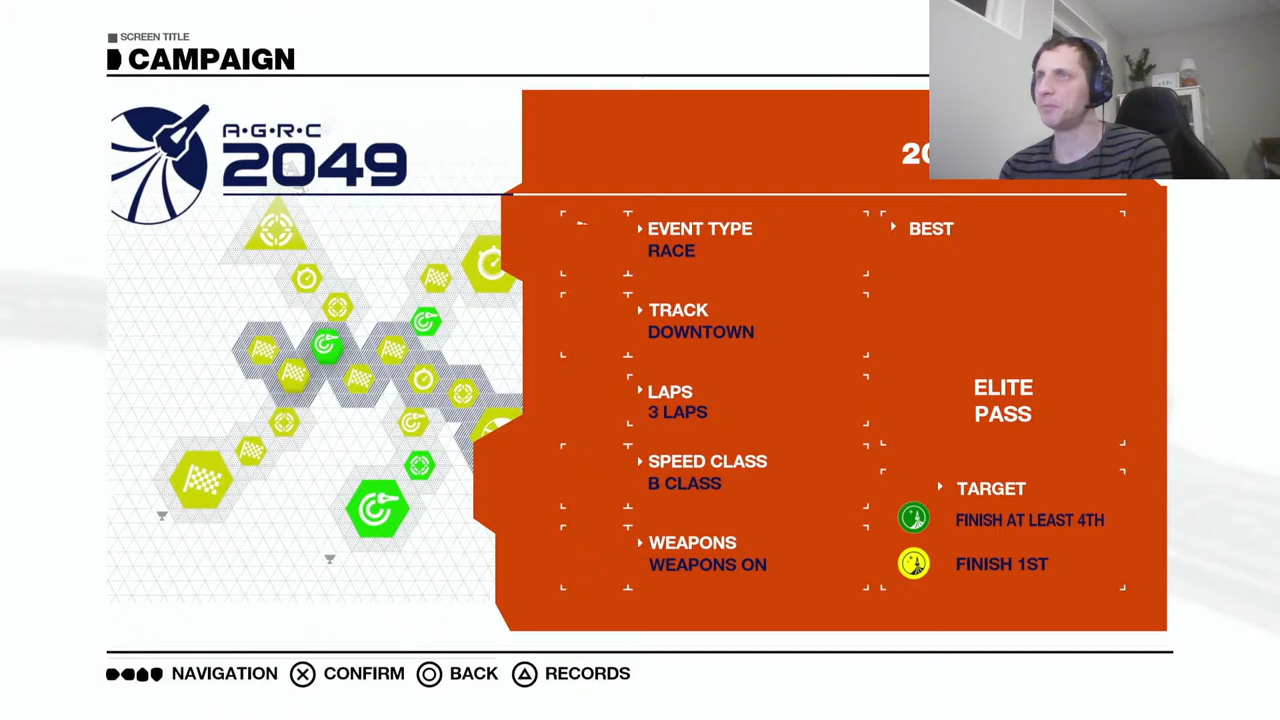 SCREEN TITLE
CAMPAIGN
A·G·R·C
2049
EVENT TYPE
RACE
TRACK
DOWNTOWN
LAPS
3 LAPS
SPEED CLASS
B CLASS
WEAPONS
WEAPONS ON
BEST
ELITE
PASS
TARGET
FINISH AT LEAST 4TH
FINISH 1ST
NAVIGATION
CONFIRM
BACK
RECORDS